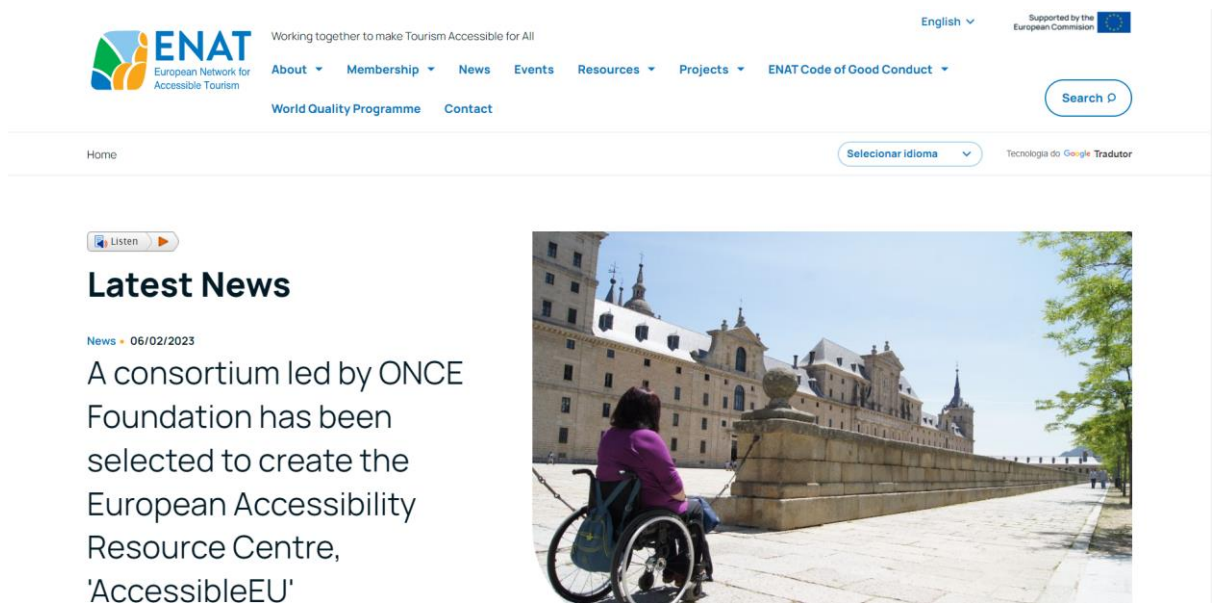 English
Supported by the
European Commision
Working together to make Tourism Accessible for All
ENAT
European Network for
Accessible Tourism
About Membership News Events Resources Projects ENAT Code of Good Conduct
World Quality Programme Contact
Search
Home
Selecionar idioma
Tecnologia do Google Tradutor
Listen
Latest News
News • 06/02/2023
A consortium led by ONCE
Foundation has been
selected to create the
European Accessibility
Resource Centre,
'AccessibleEU'